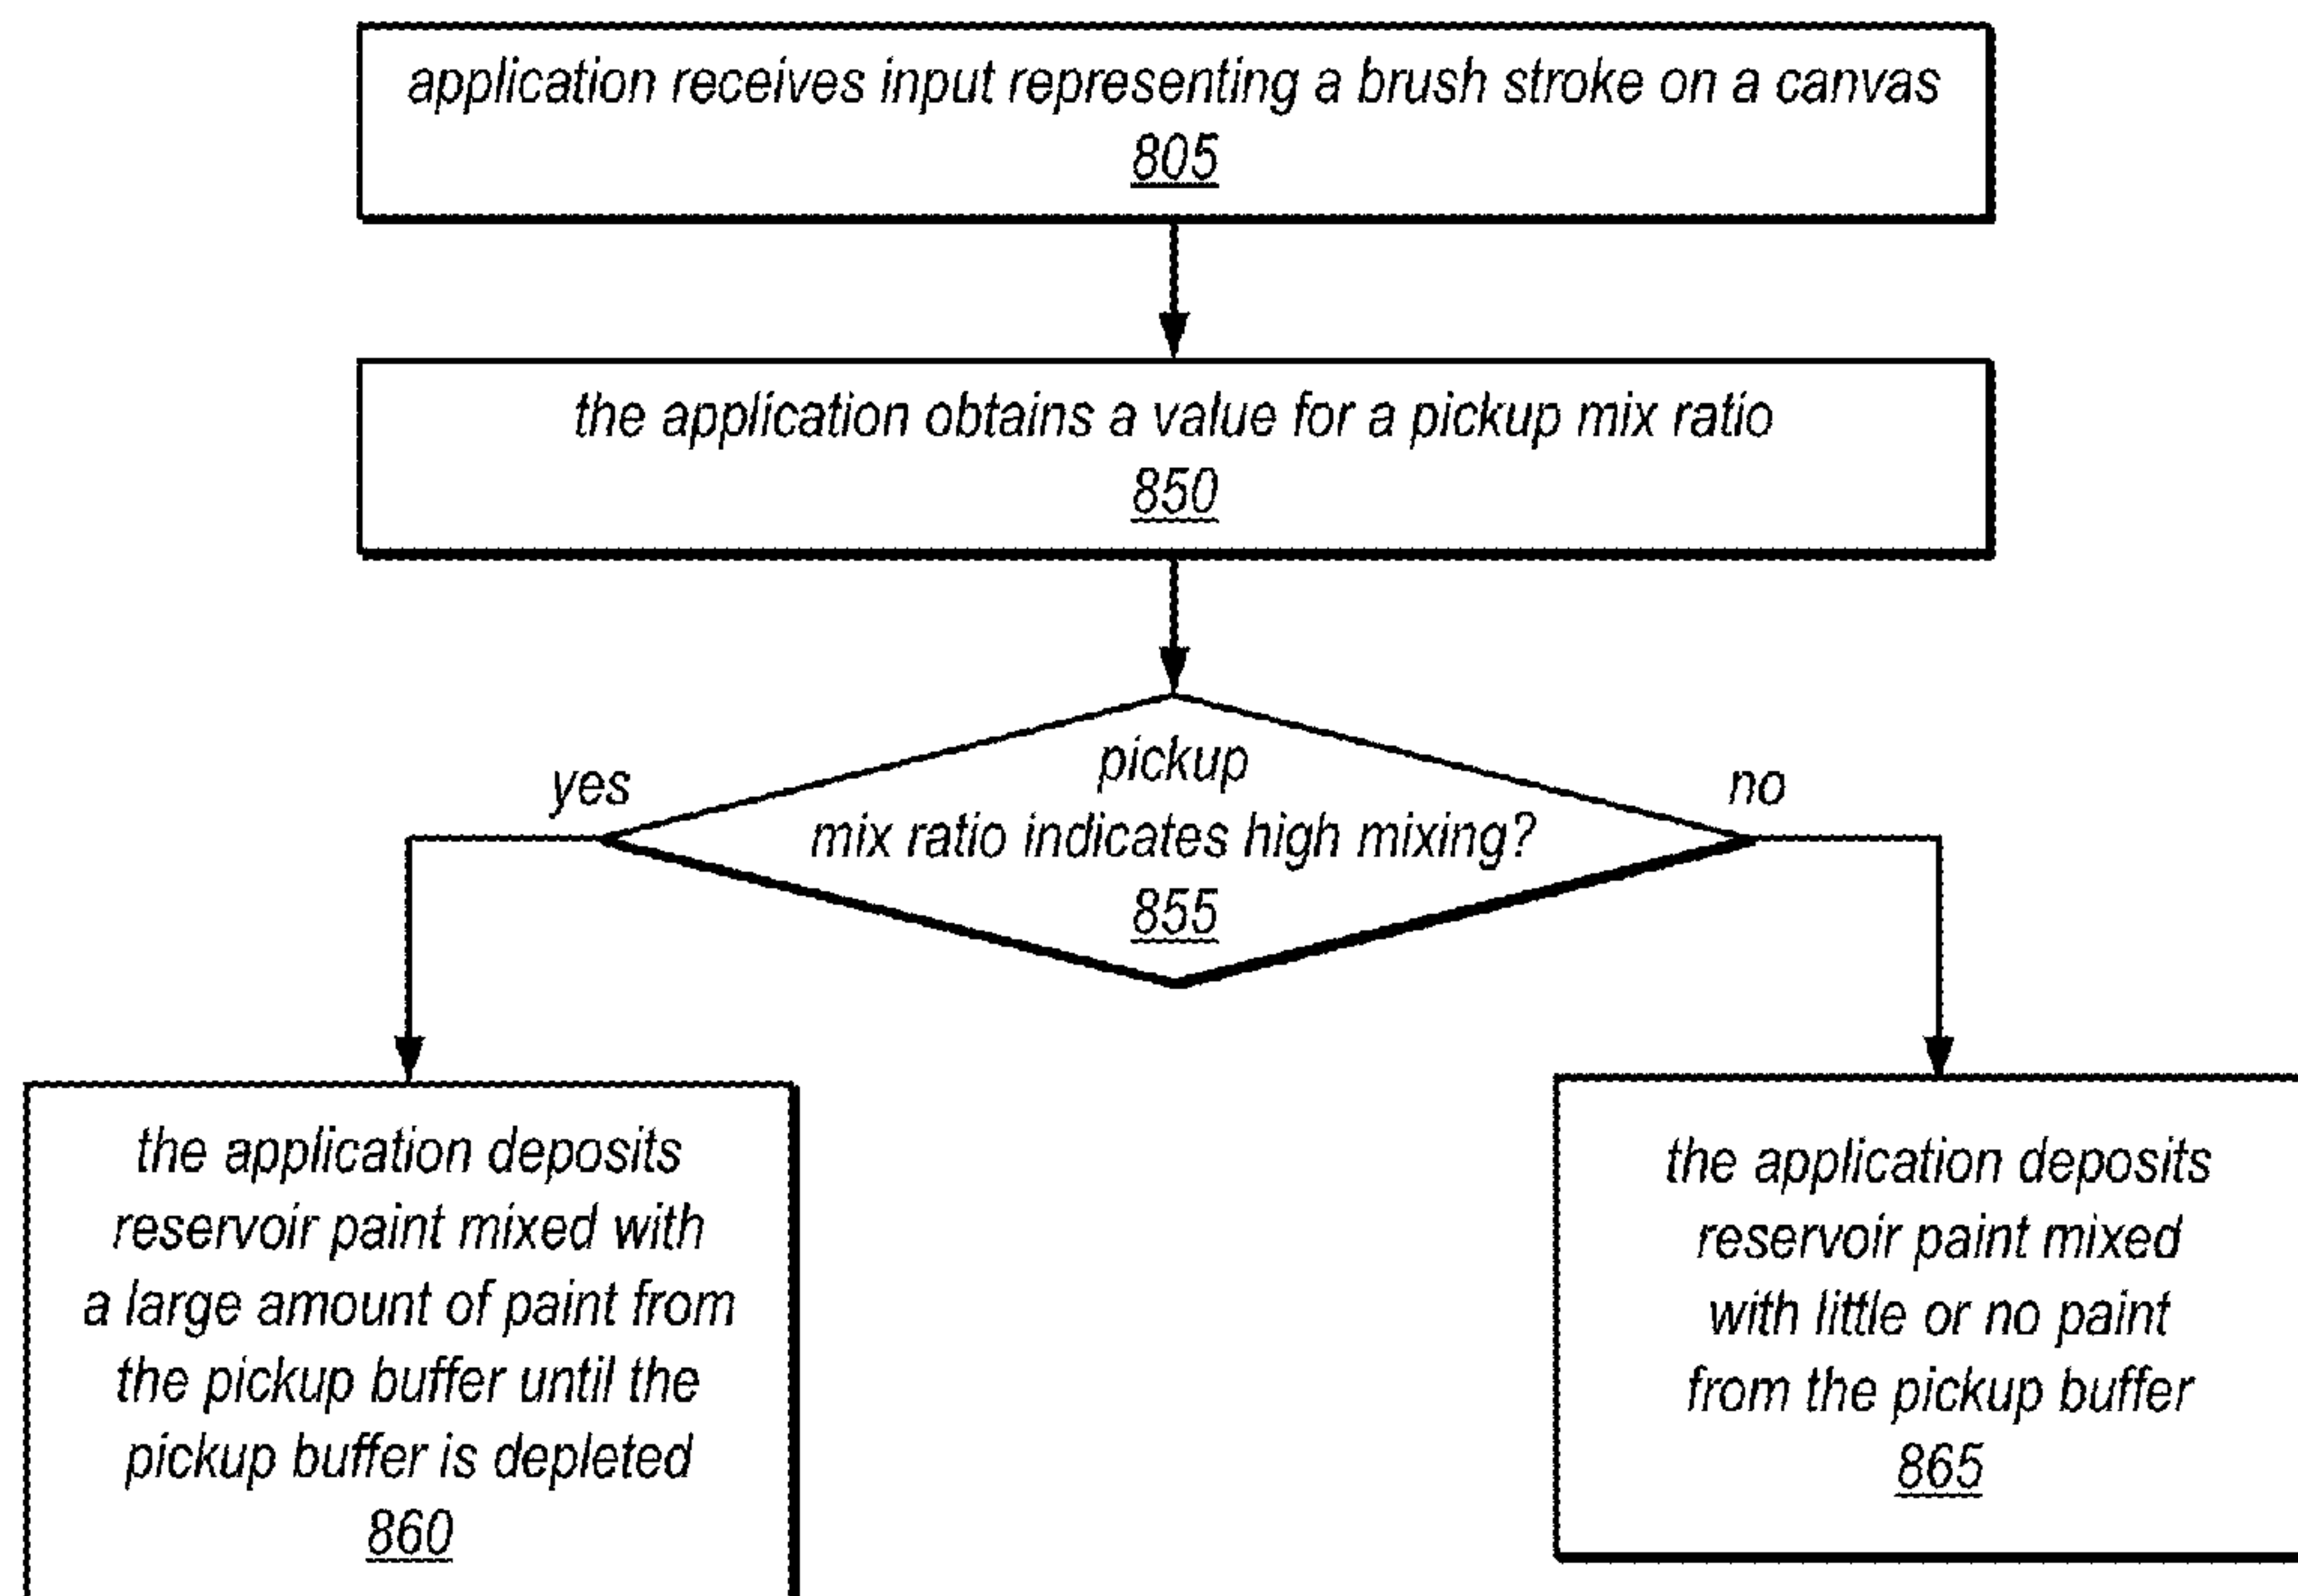 application receives input representing a brush stroke on a canvas
805
the application obtains a value for a pickup mix ratio
850
yes
pickup
mix ratio indicates high mixing?
855
no
the application deposits
reservoir paint mixed with
a large amount of paint from
the pickup buffer until the
pickup buffer is depleted
860
the application deposits
reservoir paint mixed
with little or no paint
from the pickup buffer
865